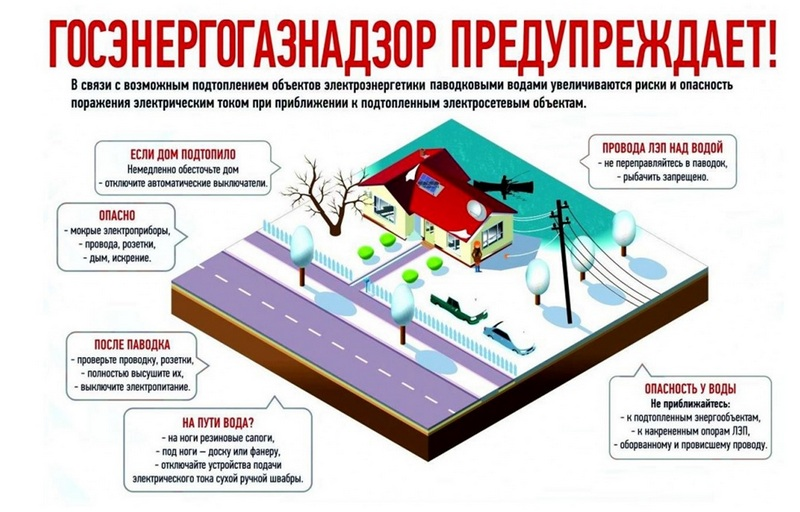 ГОСЭНЕРГОГАЗНАДЗОР ПРЕДУПРЕЖДАЕТ!
В связи с возможным подтоплением объектов электроэнергетики паводковыми водами увеличиваются риски и опасность
поражения электрическим током при приближении к подтопленным электросетевым объектам.
ЕСЛИ ДОМ ПОДТОПИЛО
Немедленно обесточьте дом
- отключите автоматические выключатели.
ПРОВОДА ЛЭП НАД ВОДОЙ
- не переправляйтесь в паводок,
- рыбачить запрещено.
ОПАСНО
- мокрые электроприборы,
- провода, розетки,
- дым, искрение.
ПОСЛЕ ПАВОДКА
- проверьте проводку, розетки,
- полностью высушите их,
- выключите электропитание.
НА ПУТИ ВОДА?
- на ноги резиновые сапоги,
- под ноги – доску или фанеру,
- отключайте устройства подачи
электрического тока сухой ручкой швабры.
ОПАСНОСТЬ У ВОДЫ
Не приближайтесь:
- к подтопленным энергообъектам,
- к накрененным опорам ЛЭП,
- оборванному и провисшему проводу.